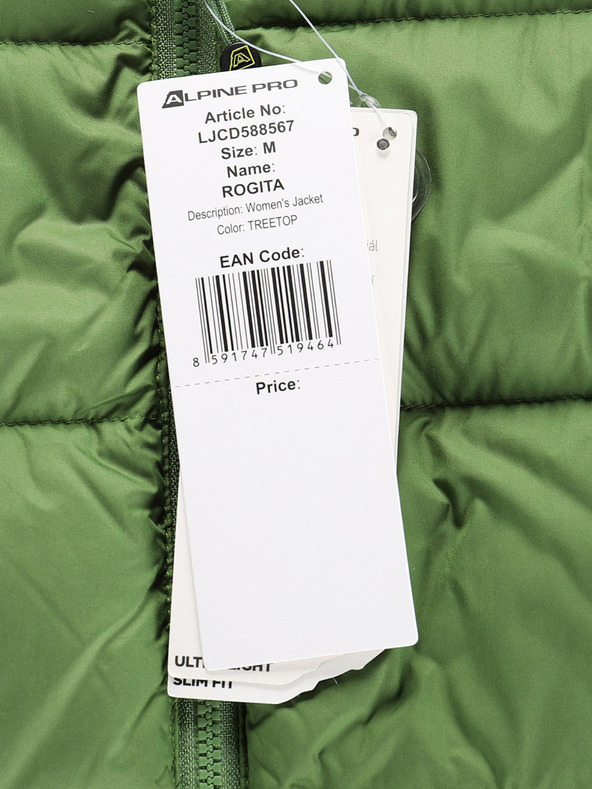 ALPINE PRO
Article No:
LJCD588567
Size: M
Name:
ROGITA
Description: Women's Jacket
Color: TREETOP
EAN Code:
8 591747 519464
Price:
SLIM FIT